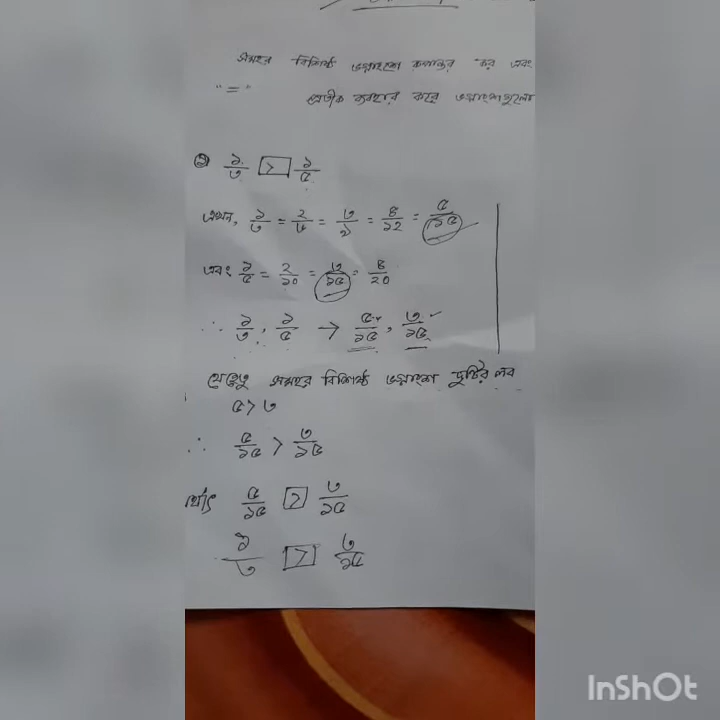 সমহর বিশিষ্ট ভগ্নাংশে রূপান্তর কর এবং
"=" প্রতীক ব্যবহার করে ভগ্নাংশগুলো
১) ১/৩ > ১/৫
এখন, ১/৩ = ২/৬ = ৩/৯ = ৪/১২ = ৫/১৫
এবং ১/৫ = ২/১০ = ৩/১৫ = ৪/২০
∴ ১/৩, ১/৫ → ৫/১৫, ৩/১৫
যেহেতু সমহর বিশিষ্ট ভগ্নাংশ দুটির লব
৫ > ৩
∴ ৫/১৫ > ৩/১৫
র্থাৎ ৫/১৫ > ৩/১৫
১/৩ > ৩/১৫
InShOt